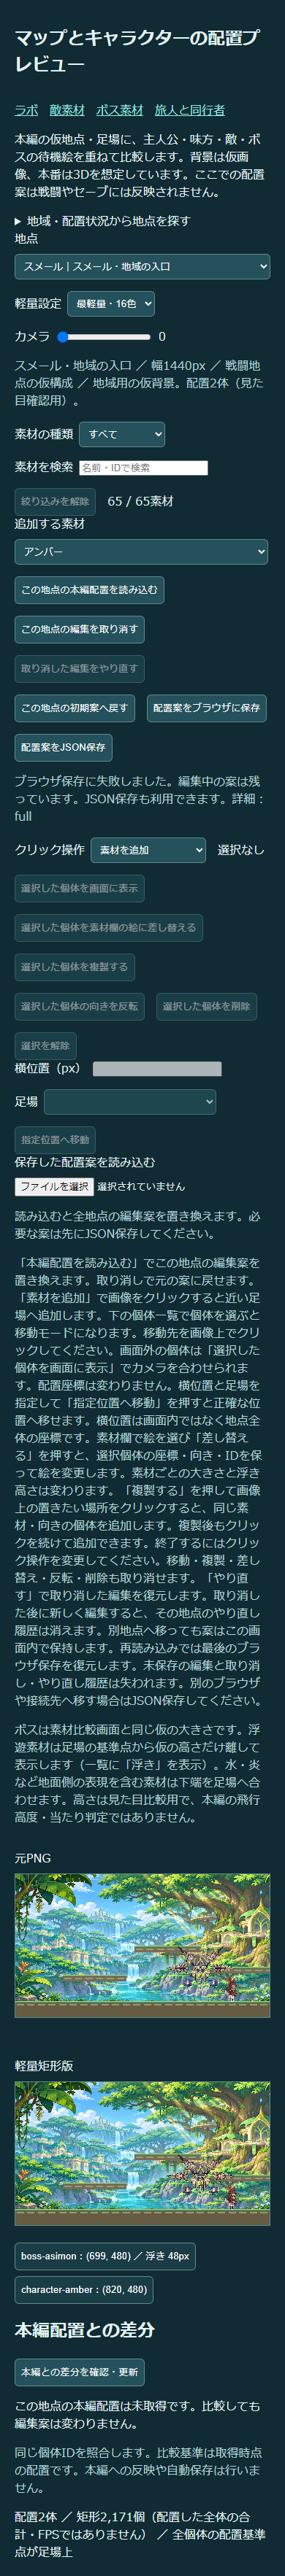 マップとキャラクターの配置プ
レビュー
ラボ 敵素材 ボス素材 旅人と同行者
本編の仮地点・足場に、主人公・味方・敵・ボ
スの待機絵を重ねて比較します。背景は仮画
像、本番は3Dを想定しています。ここでの配置
案は戦闘やセーブには反映されません。
▶ 地域・配置状況から地点を探す
地点
スメール | スメール・地域の入口
軽量設定 最軽量・16色
カメラ 0
スメール・地域の入口 ／ 幅1440px ／ 戦闘地
点の仮構成 ／ 地域用の仮背景。配置2体（見た
目確認用）。
素材の種類 すべて
素材を検索 名前・IDで検索
絞り込みを解除 65 / 65素材
追加する素材
アンバー
この地点の本編配置を読み込む
この地点の編集を取り消す
取り消した編集をやり直す
この地点の初期案へ戻す 配置案をブラウザに保存
配置案をJSON保存
ブラウザ保存に失敗しました。編集中の案は残
っています。JSON保存も利用できます。詳細：
full
クリック操作 素材を追加 選択なし
選択した個体を画面に表示
選択した個体を素材欄の絵に差し替える
選択した個体を複製する
選択した個体の向きを反転 選択した個体を削除
選択を解除
横位置（px）
足場
指定位置へ移動
保存した配置案を読み込む
ファイルを選択 選択されていません
読み込むと全地点の編集案を置き換えます。必
要な案は先にJSON保存してください。
「本編配置を読み込む」でこの地点の編集案を
置き換えます。取り消しで元の案に戻せます。
「素材を追加」で画像をクリックすると近い足
場へ追加します。下の個体一覧で個体を選ぶと
移動モードになります。移動先を画像上でクリ
ックしてください。画面外の個体は「選択した
個体を画面に表示」でカメラを合わせられま
す。配置座標は変わりません。横位置と足場を
指定して「指定位置へ移動」を押すと正確な位
置へ移せます。横位置は画面内ではなく地点全
体の座標です。素材欄で絵を選び「差し替え
る」を押すと、選択個体の座標・向き・IDを保
って絵を変更します。素材ごとの大きさと浮き
高さは変わります。「複製する」を押して画像
上の置きたい場所をクリックすると、同じ素
材・向きの個体を追加します。複製後もクリッ
クを続けて追加できます。終了するにはクリッ
ク操作を変更してください。移動・複製・差し
替え・反転・削除も取り消せます。「やり直
す」で取り消した編集を復元します。取り消し
た後に新しく編集すると、その地点のやり直し
履歴は消えます。別地点へ移っても案はこの画
面内で保持します。再読み込みでは最後のブラ
ウザ保存を復元します。未保存の編集と取り消
し・やり直し履歴は失われます。別のブラウザ
や接続先へ移す場合はJSON保存してください。
ボスは素材比較画面と同じ仮の大きさです。浮
遊素材は足場の基準点から仮の高さだけ離して
表示します（一覧に「浮き」を表示）。水・炎
など地面側の表現を含む素材は下端を足場へ合
わせます。高さは見た目比較用で、本編の飛行
高度・当たり判定ではありません。
元PNG
軽量矩形版
boss-asimon：(699, 480) ／ 浮き 48px
character-amber：(820, 480)
本編配置との差分
本編との差分を確認・更新
この地点の本編配置は未取得です。比較しても
編集案は変わりません。
同じ個体IDを照合します。比較基準は取得時点
の配置です。本編への反映や自動保存は行いま
せん。
配置2体 ／ 矩形2,171個（配置した全体の合
計・FPSではありません） ／ 全個体の配置基準
点が足場上